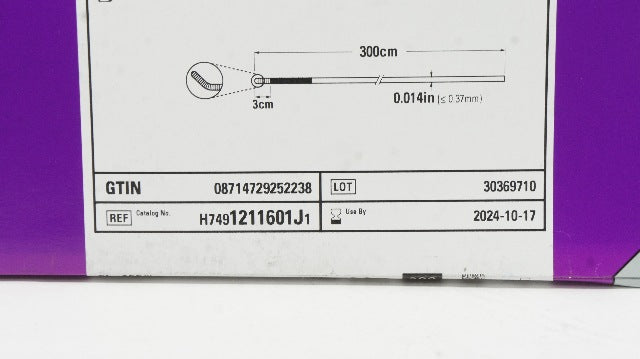 300cm
3cm
0.014in (≤ 0.37mm)
GTIN 08714729252238
LOT 30369710
REF Catalog No. H7491211601J1
Use By 2024-10-17